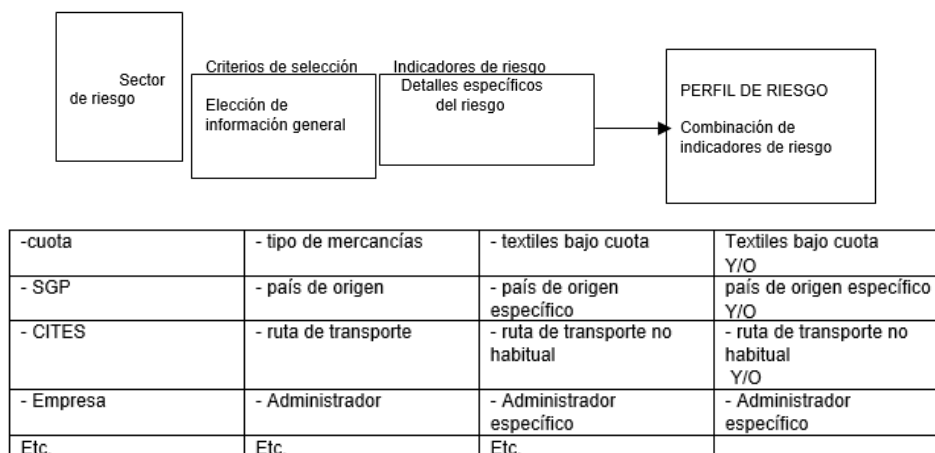 Sector
de riesgo
Criterios de selección
Elección de
información general
Indicadores de riesgo
Detalles específicos
del riesgo
PERFIL DE RIESGO
Combinación de
indicadores de riesgo
-cuota
- tipo de mercancías
- textiles bajo cuota
Textiles bajo cuota
Y/O
- SGP
- país de origen
- país de origen
específico
país de origen específico
Y/O
- CITES
- ruta de transporte
- ruta de transporte no
habitual
- ruta de transporte no
habitual
Y/O
- Empresa
- Administrador
- Administrador
específico
- Administrador
específico
Etc.
Etc.
Etc.